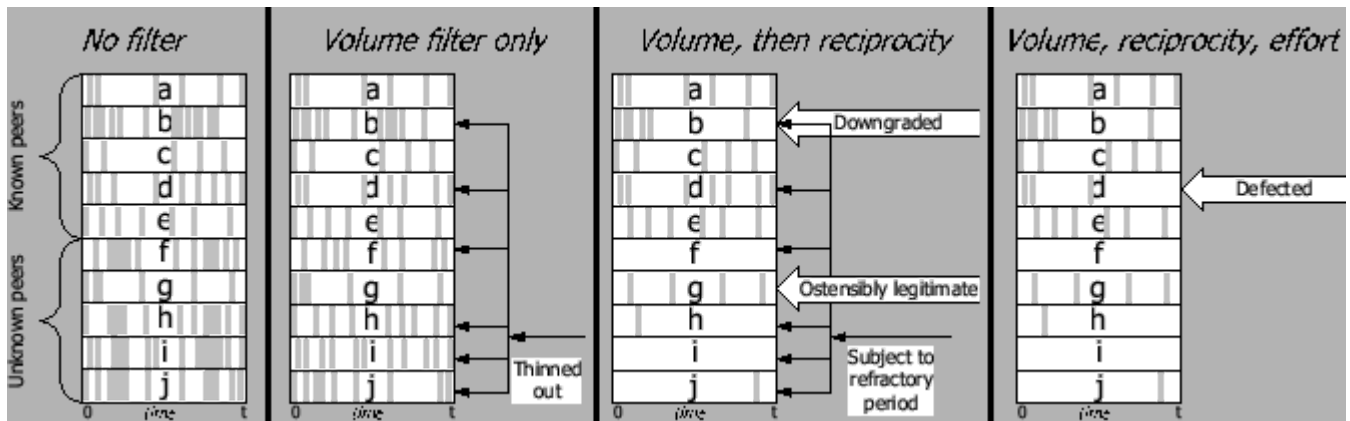 No filter
Volume filter only
Volume, then reciprocity
Volume, reciprocity, effort
Known peers
Unknown peers
a
b
c
d
e
f
g
h
i
j
0 time t
a
b
c
d
e
f
g
h
i
j
0 time t
Thinned
out
a
b
c
d
e
f
g
h
i
j
0 time t
Downgraded
Ostensibly legitimate
Subject to
refractory
period
a
b
c
d
e
f
g
h
i
j
0 time t
Defected